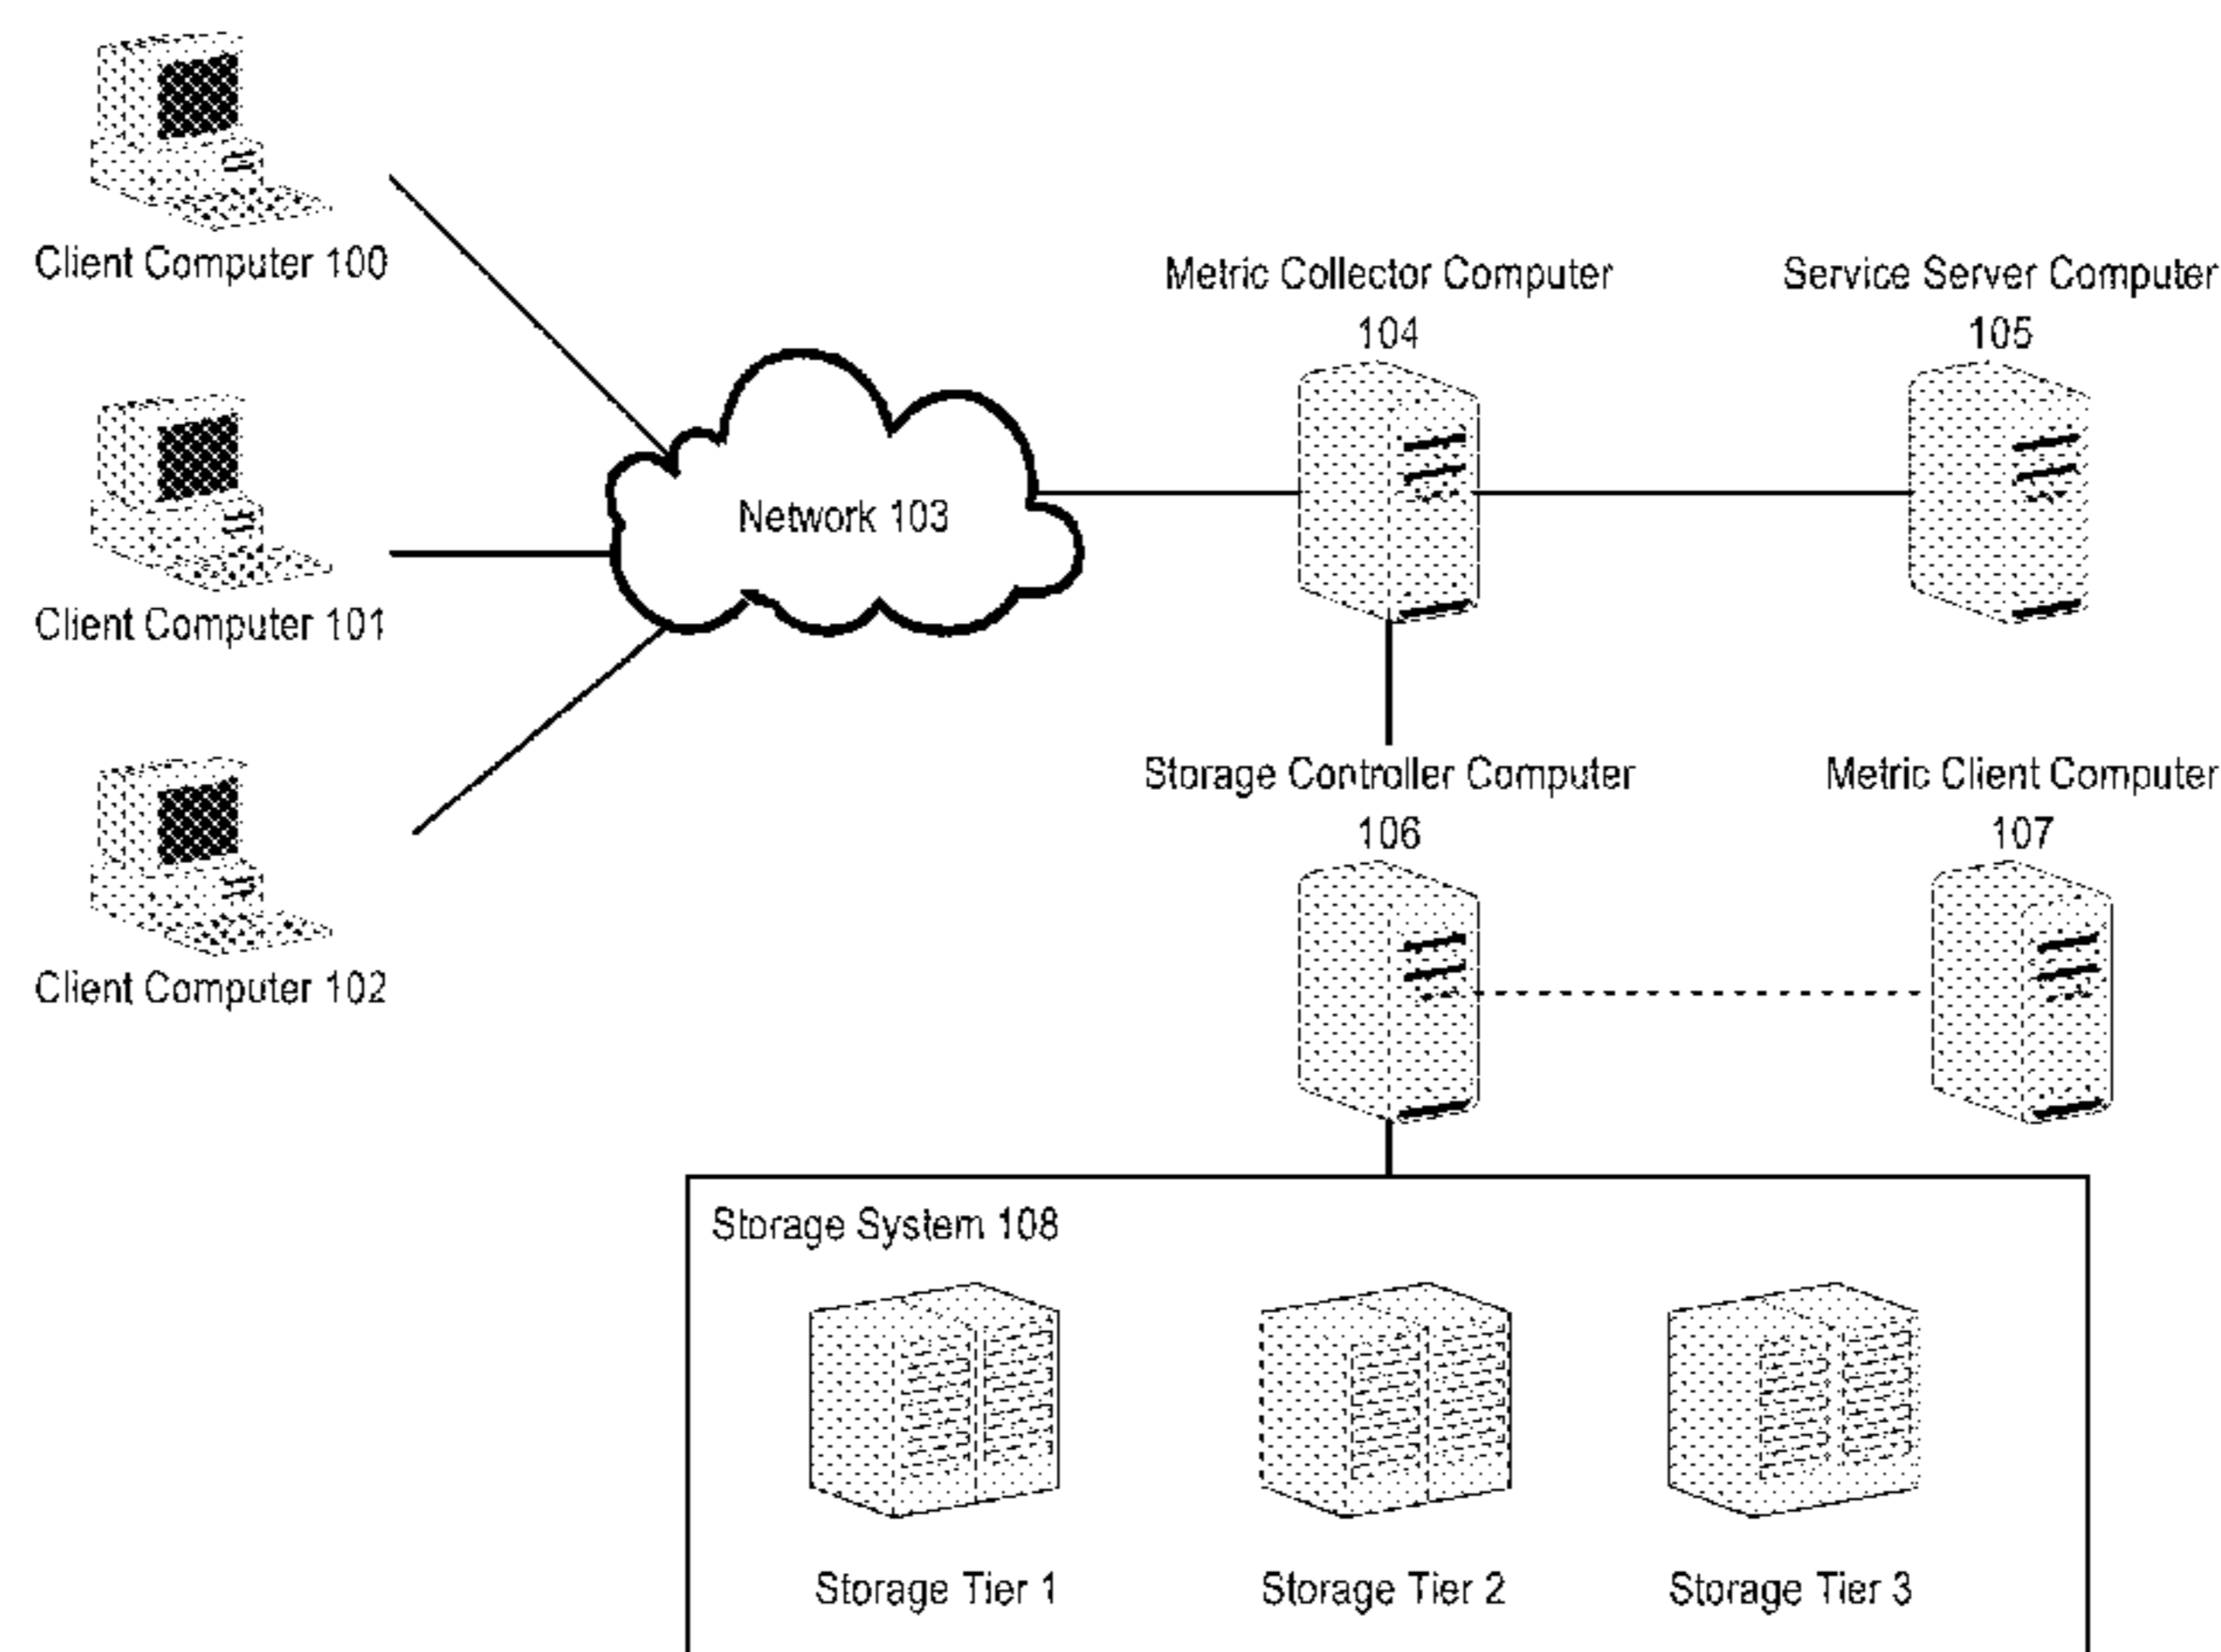 Client Computer 100
Metric Collector Computer
104
Service Server Computer
105
Network 103
Client Computer 101
Storage Controller Computer
106
Metric Client Computer
107
Client Computer 102
Storage System 108
Storage Tier 1
Storage Tier 2
Storage Tier 3